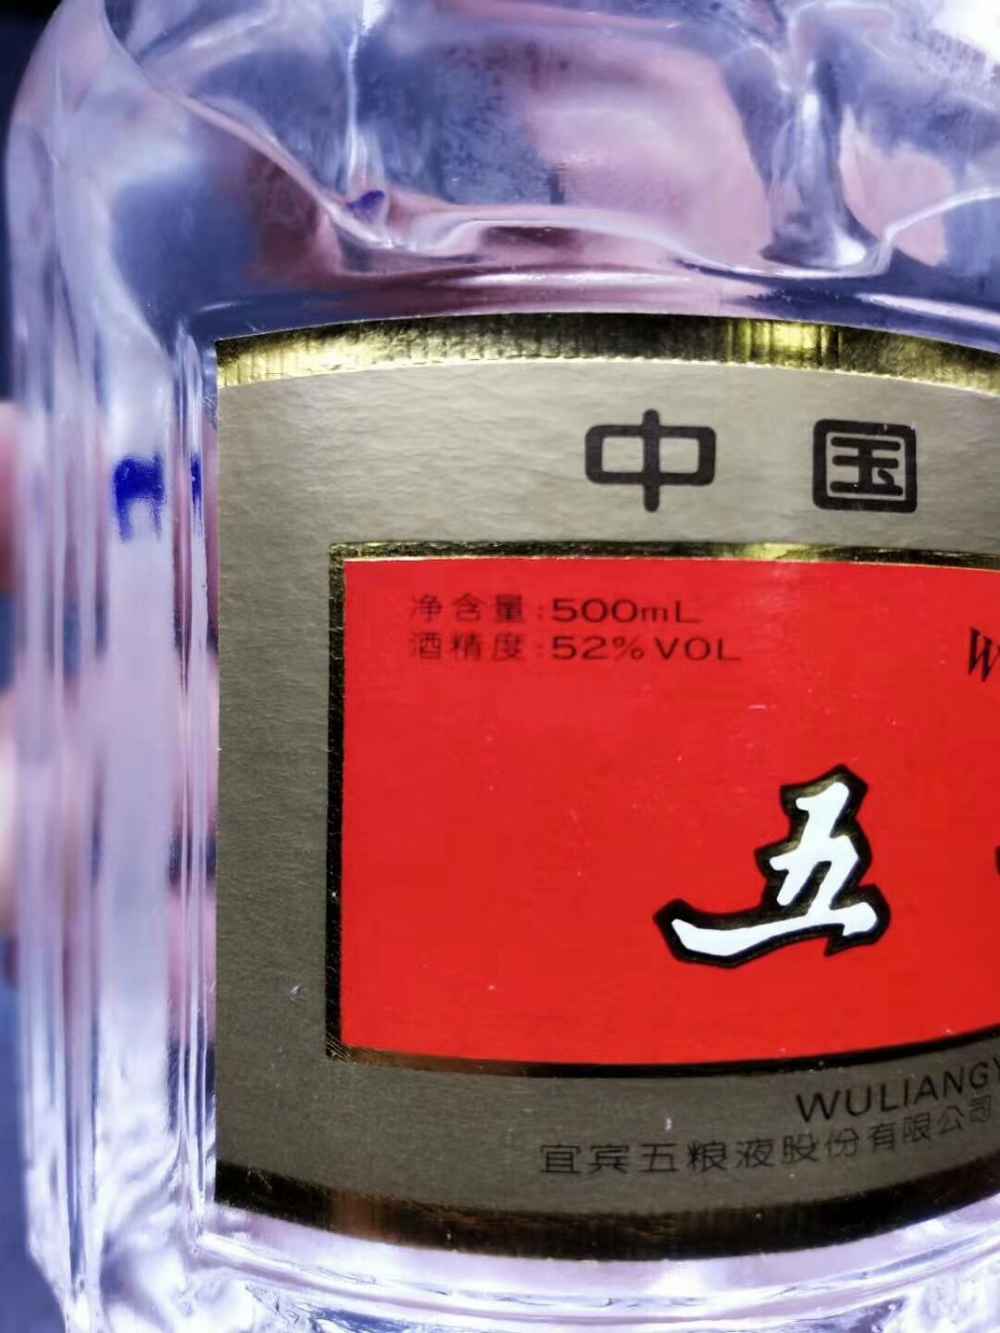 中国
净含量:500mL
酒精度:52%VOL
W
五
WULIANGY
宜宾五粮液股份有限公司